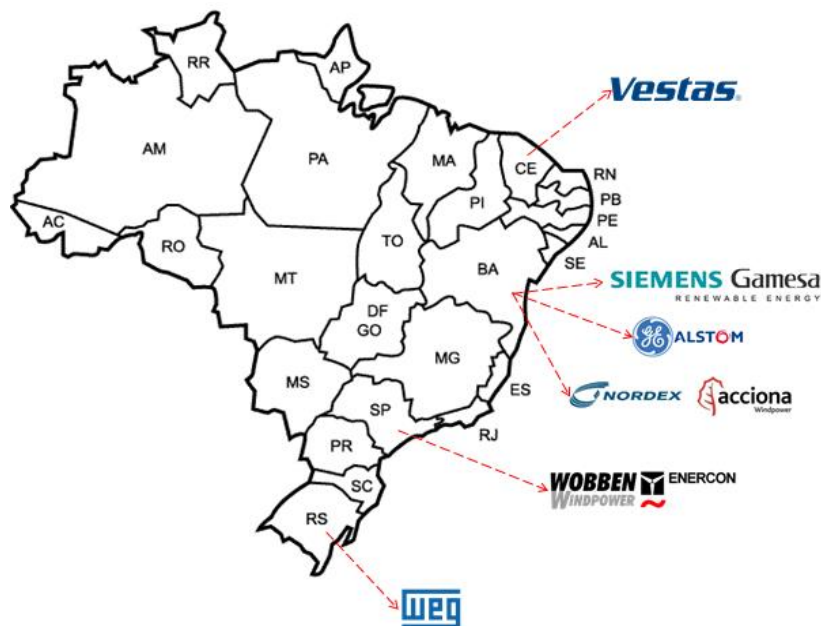 RR
AP
Vestas®
AM
PA
MA
CE
RN
PI
PB
PE
AC
TO
AL
RO
BA
SE
MT
SIEMENS Gamesa
RENEWABLE ENERGY
DF
GO
GE ALSTOM
MG
MS
ES
NORDEX acciona
Windpower
SP
RJ
PR
WOBBEN ENERCON
WINDPOWER
SC
RS
WEG